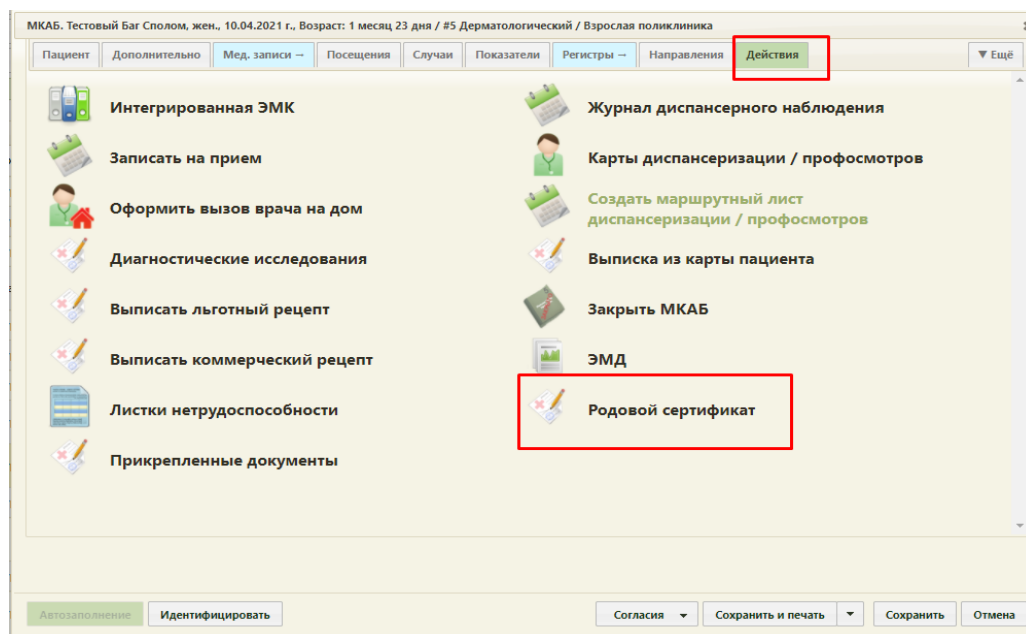 МКАБ. Тестовый Баг Сполом, жен., 10.04.2021 г., Возраст: 1 месяц 23 дня / #5 Дерматологический / Взрослая поликлиника
Пациент Дополнительно Мед. записи → Посещения Случаи Показатели Регистры → Направления Действия ▼ Ещё
Интегрированная ЭМК
Записать на прием
Оформить вызов врача на дом
Диагностические исследования
Выписать льготный рецепт
Выписать коммерческий рецепт
Листки нетрудоспособности
Прикрепленные документы
Журнал диспансерного наблюдения
Карты диспансеризации / профосмотров
Создать маршрутный лист
диспансеризации / профосмотров
Выписка из карты пациента
Закрыть МКАБ
ЭМД
Родовой сертификат
Автозаполнение Идентифицировать Согласия Сохранить и печать Сохранить Отмена